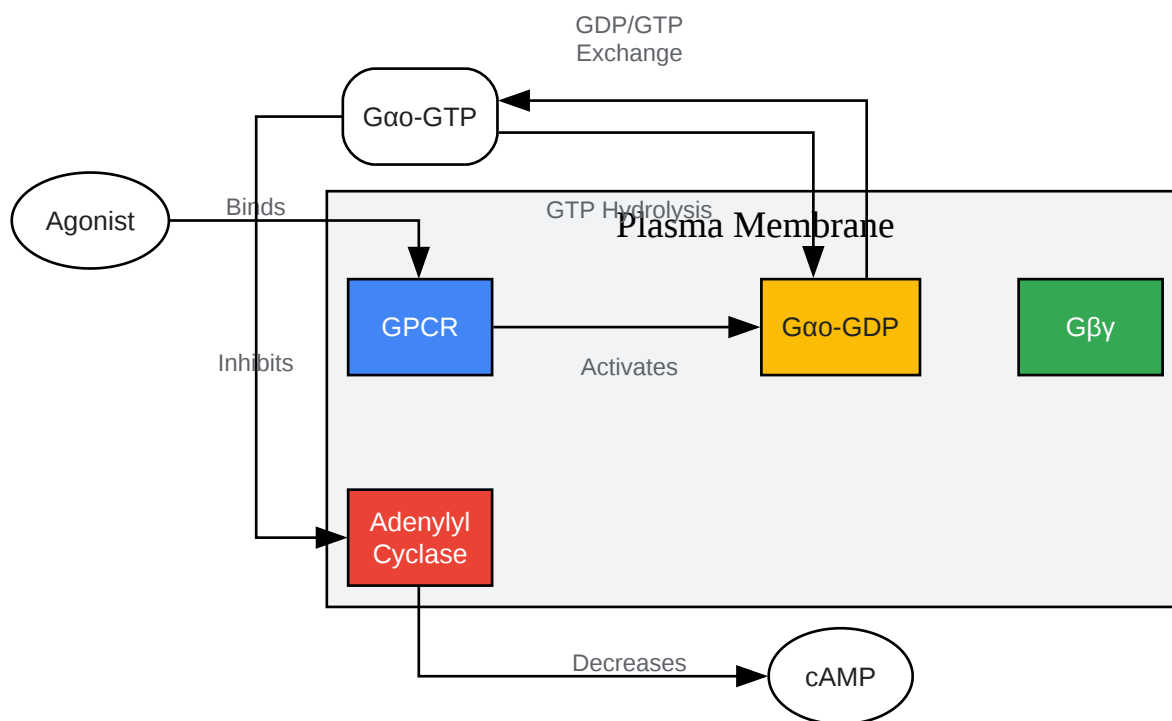 GDP/GTP
Exchange
Gαo-GTP
Agonist
Binds
GTP Hydrolysis
Plasma Membrane
GPCR
Gαo-GDP
Gβγ
Inhibits
Activates
Adenylyl
Cyclase
Decreases
cAMP